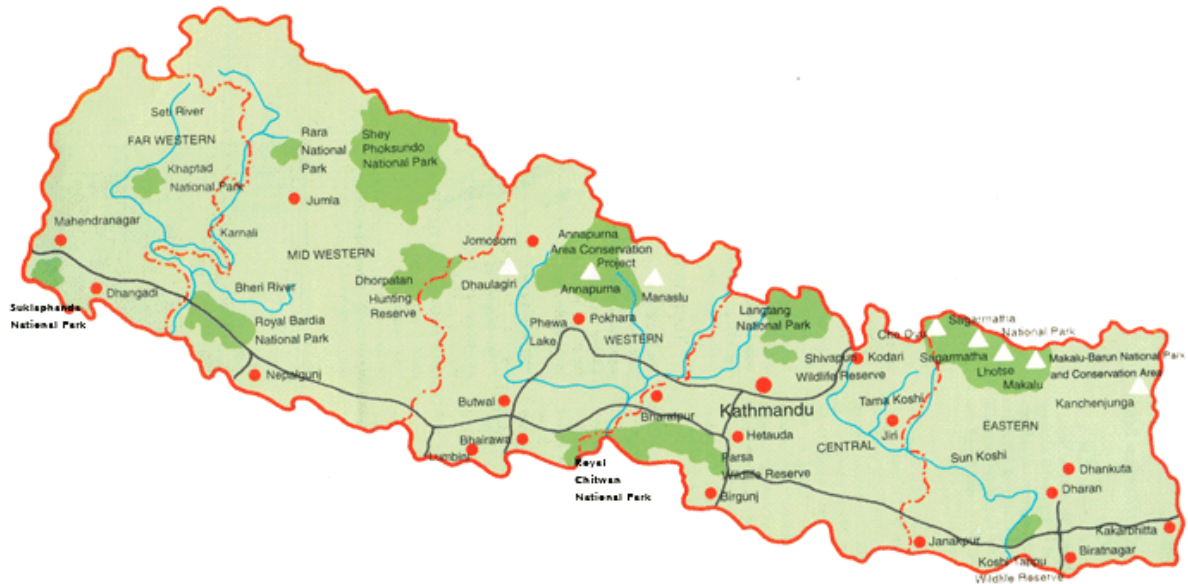 Seti River
FAR WESTERN
Khaptad
National Park
Mahendranagar
Karnali
Dhangadi
Suklaphanda
National Park
Bheri River
Royal Bardia
National Park
Nepalgunj
Rara
National
Park
Jumla
MID WESTERN
Shey
Phoksundo
National Park
Dhorpatan
Hunting
Reserve
Jomosom
Dhaulagiri
Annapurna
Area Conservation
Project
Annapurna
Manaslu
Phewa
Lake
Pokhara
WESTERN
Butwal
Bhairawa
Lumbini
Bharatpur
Royal
Chitwan
National Park
Langtang
National Park
Shivapuri
Wildlife Reserve
Kodari
Kathmandu
Hetauda
Parsa
Wildlife Reserve
Birgunj
CENTRAL
Tama Koshi
Jiri
Cho Oyu
Sagarmatha
National Park
Sagarmatha
Lhotse
Makalu
Makalu-Barun National Park
and Conservation Area
Kanchenjunga
EASTERN
Sun Koshi
Dhankuta
Dharan
Janakpur
Koshi Tappu
Wildlife Reserve
Biratnagar
Kakarbhitta